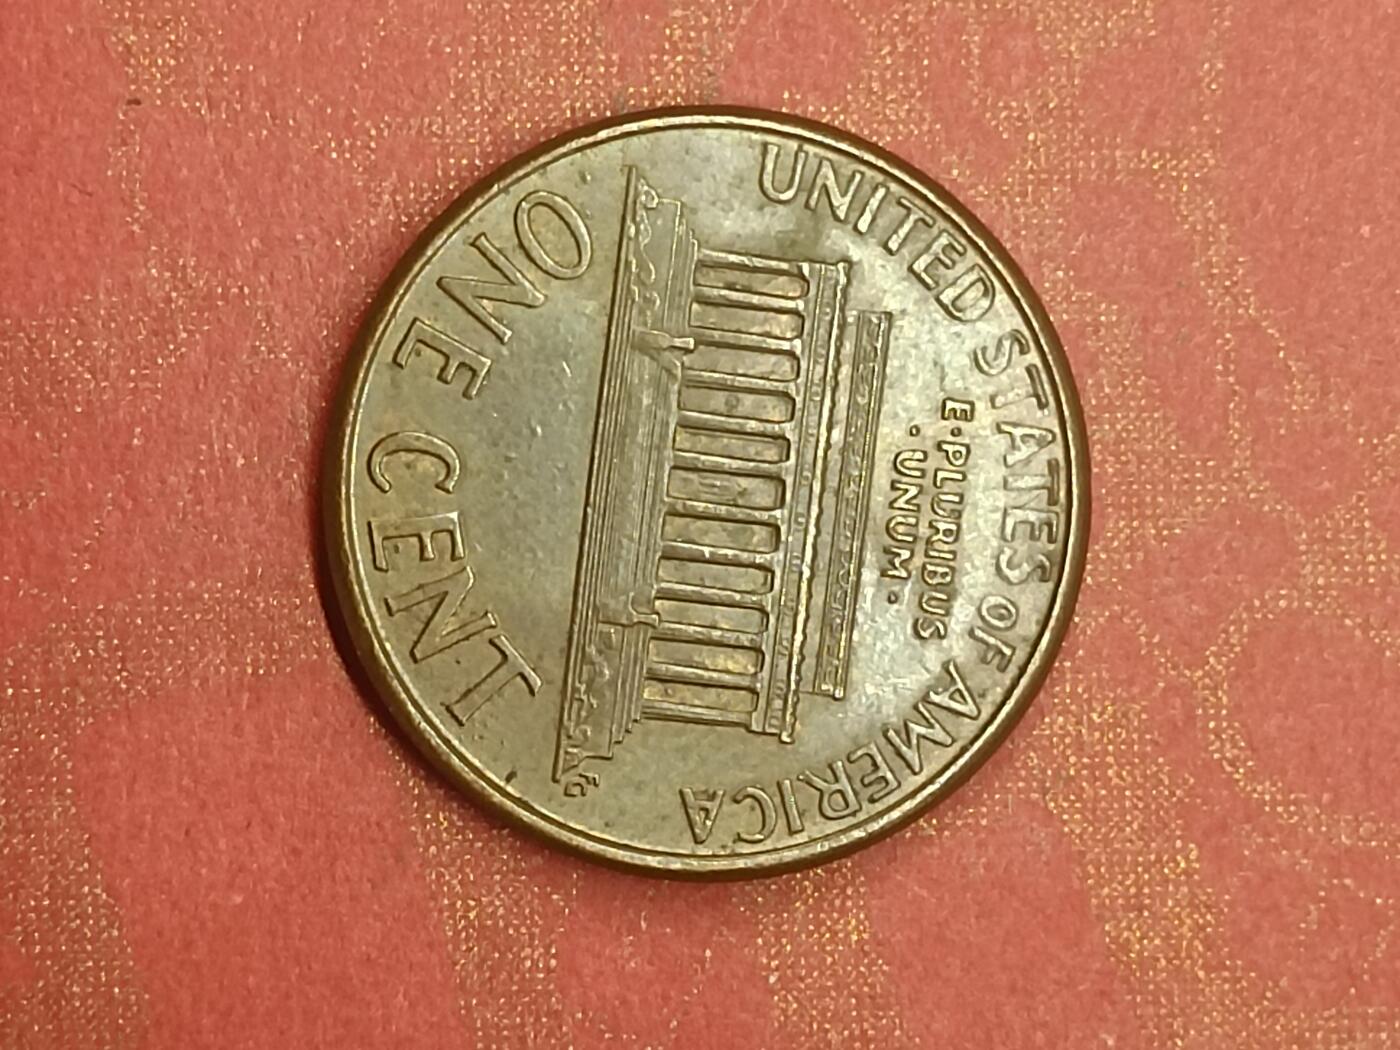 UNITED STATES OF AMERICA
E·PLURIBUS
·UNUM·
FG
ONE CENT